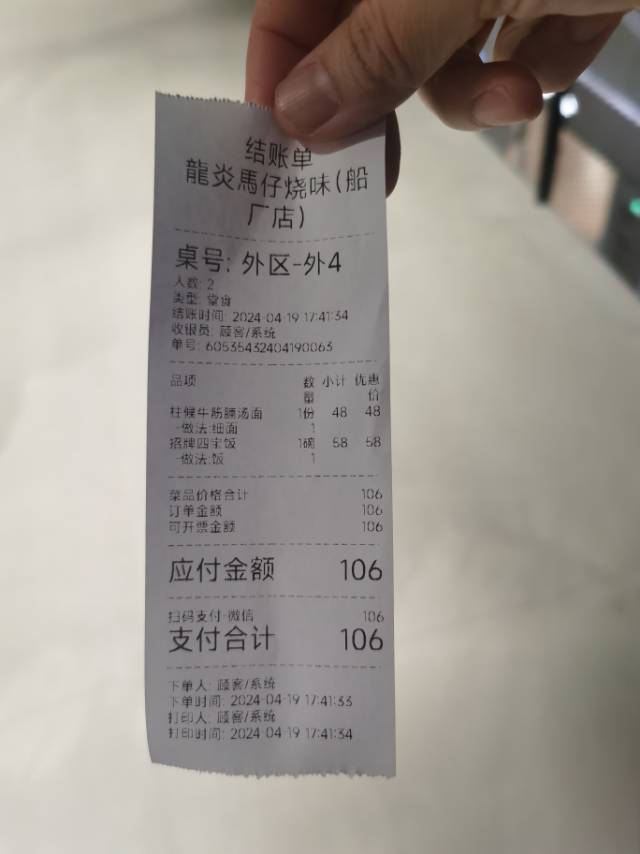 结账单
龍炎馬仔烧味(船
厂店)
桌号: 外区-外4
人数: 2
类型: 堂食
结账时间: 2024-04-19 17:41:34
收银员: 顾客/系统
单号: 60535432404190063
品项 数量 小计 优惠价
柱候牛筋腩汤面 1份 48 48
-做法:细面 1
招牌四宝饭 1碗 58 58
-做法:饭 1
菜品价格合计 106
订单金额 106
可开票金额 106
应付金额 106
扫码支付-微信 106
支付合计 106
下单人: 顾客/系统
下单时间: 2024-04-19 17:41:33
打印人: 顾客/系统
打印时间: 2024-04-19 17:41:34